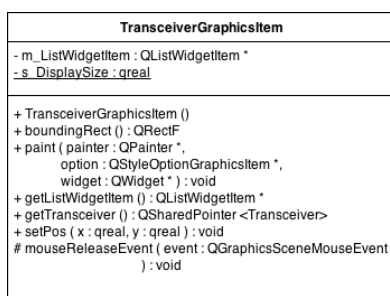 TransceiverGraphicsItem
- m_ListWidgetItem : QListWidgetItem *
- s_DisplaySize : qreal
+ TransceiverGraphicsItem ()
+ boundingRect () : QRectF
+ paint ( painter : QPainter *,
option : QStyleOptionGraphicsItem *,
widget : QWidget * ) : void
+ getListWidgetItem () : QListWidgetItem *
+ getTransceiver () : QSharedPointer <Transceiver>
+ setPos ( x : qreal, y : qreal ) : void
# mouseReleaseEvent ( event : QGraphicsSceneMouseEvent
) : void